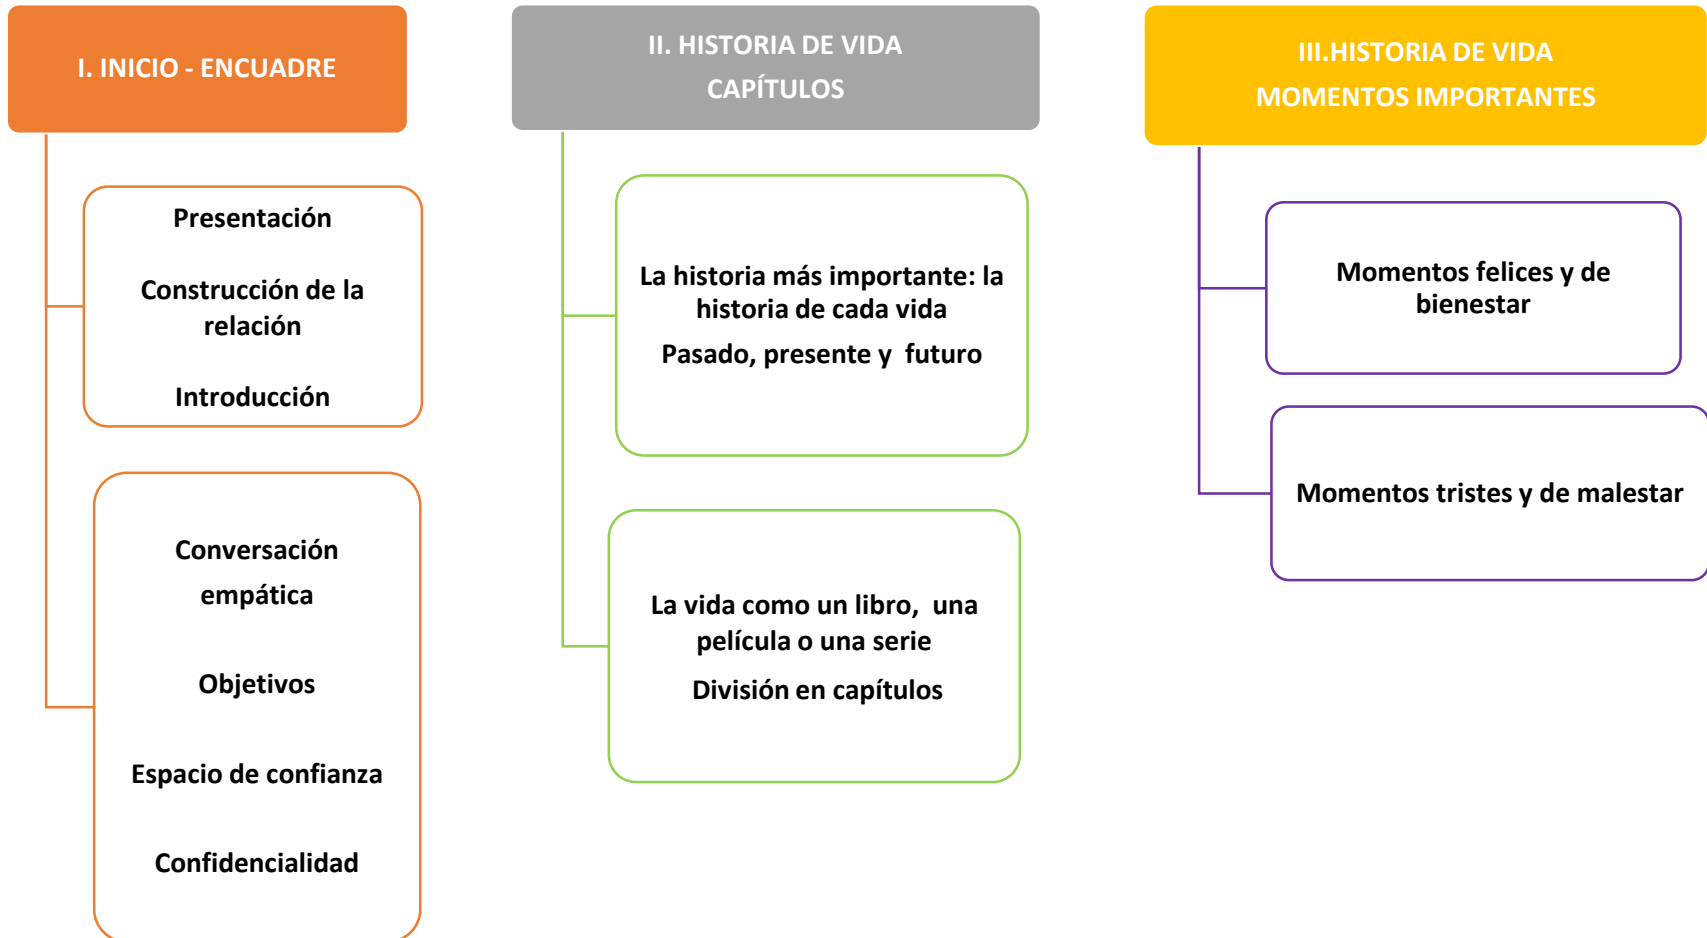 I. INICIO - ENCUADRE
Presentación
Construcción de la
relación
Introducción
Conversación
empática
Objetivos
Espacio de confianza
Confidencialidad
II. HISTORIA DE VIDA
CAPÍTULOS
La historia más importante: la
historia de cada vida
Pasado, presente y futuro
La vida como un libro, una
película o una serie
División en capítulos
III.HISTORIA DE VIDA
MOMENTOS IMPORTANTES
Momentos felices y de
bienestar
Momentos tristes y de malestar